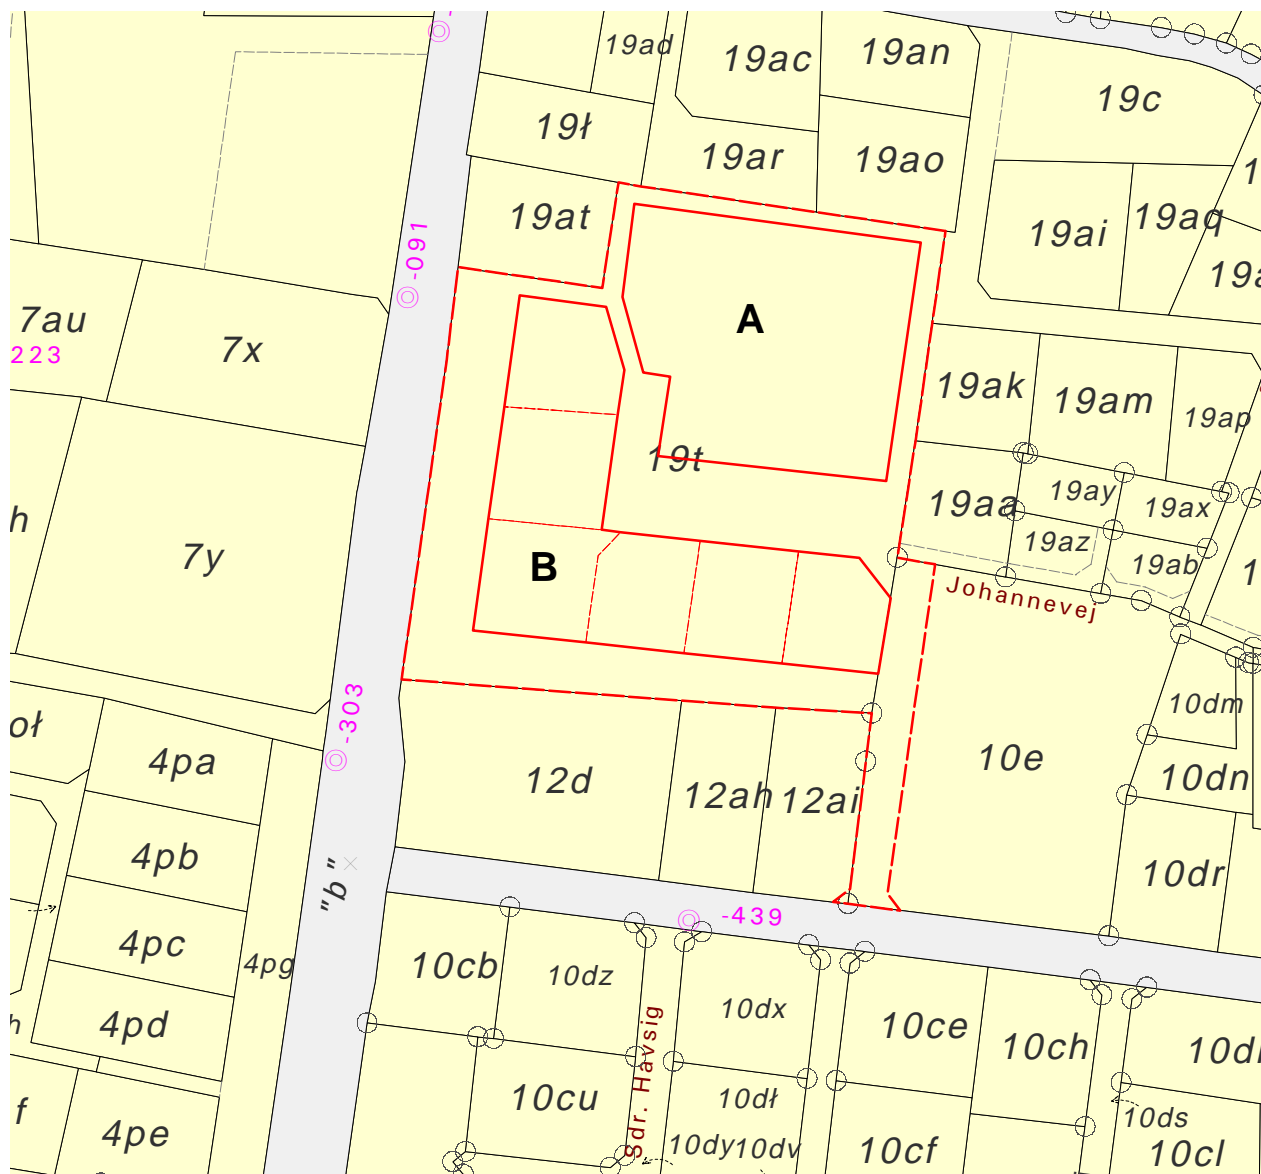 19ad
19ac
19an
19c
19ł
19ar
19ao
19at
19ai
19aq
-091
A
7au
7x
223
19ak
19am
19ap
19t
19ay
19ax
19aa
19az
19ab
h
7y
B
Johannevej
-303
10dm
oł
4pa
12d
12ah
12ai
10e
10dn
4pb
"b"
10dr
-439
4pc
4pg
10cb
10dz
10dx
10ce
10ch
4pd
h
Sdr. Havsig
10cu
10dł
10ds
f
4pe
10dy
10dv
10cf
10cl